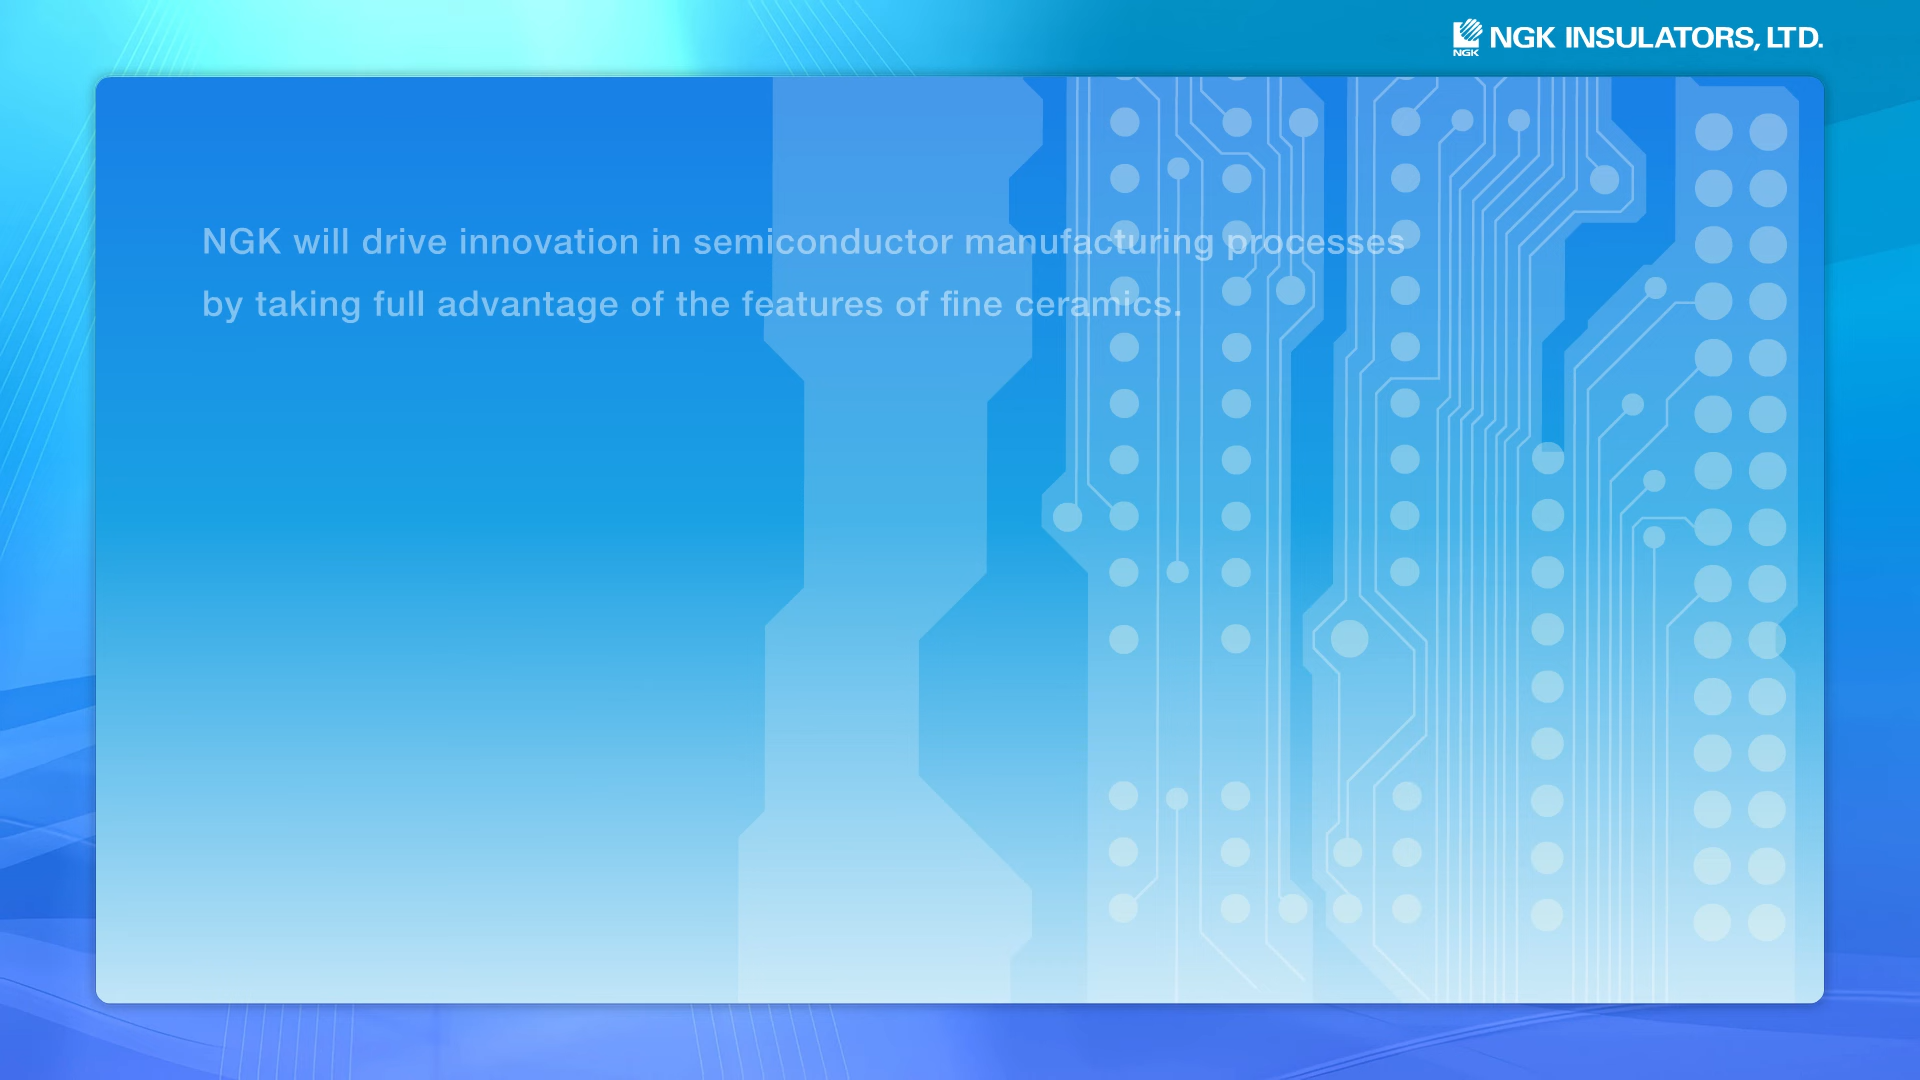 NGK INSULATORS, LTD.
NGK
NGK will drive innovation in semiconductor manufacturing processes
by taking full advantage of the features of fine ceramics.